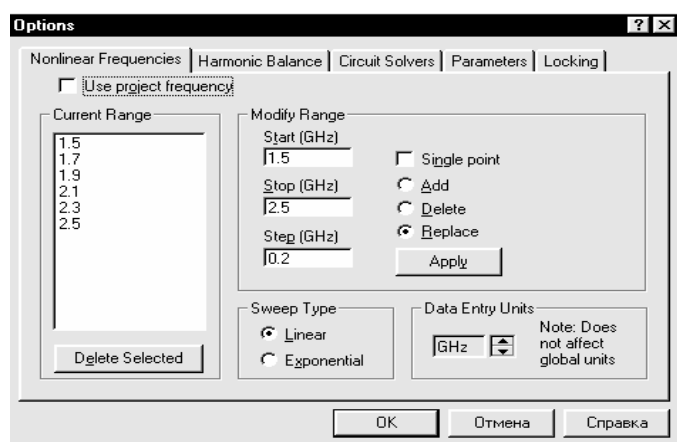 Options
Nonlinear Frequencies Harmonic Balance Circuit Solvers Parameters Locking
Use project frequency
Current Range
1.5
1.7
1.9
2.1
2.3
2.5
Delete Selected
Modify Range
Start (GHz)
1.5
Stop (GHz)
2.5
Step (GHz)
0.2
Single point
Add
Delete
Replace
Apply
Sweep Type
Linear
Exponential
Data Entry Units
GHz
Note: Does
not affect
global units
OK Отмена Справка